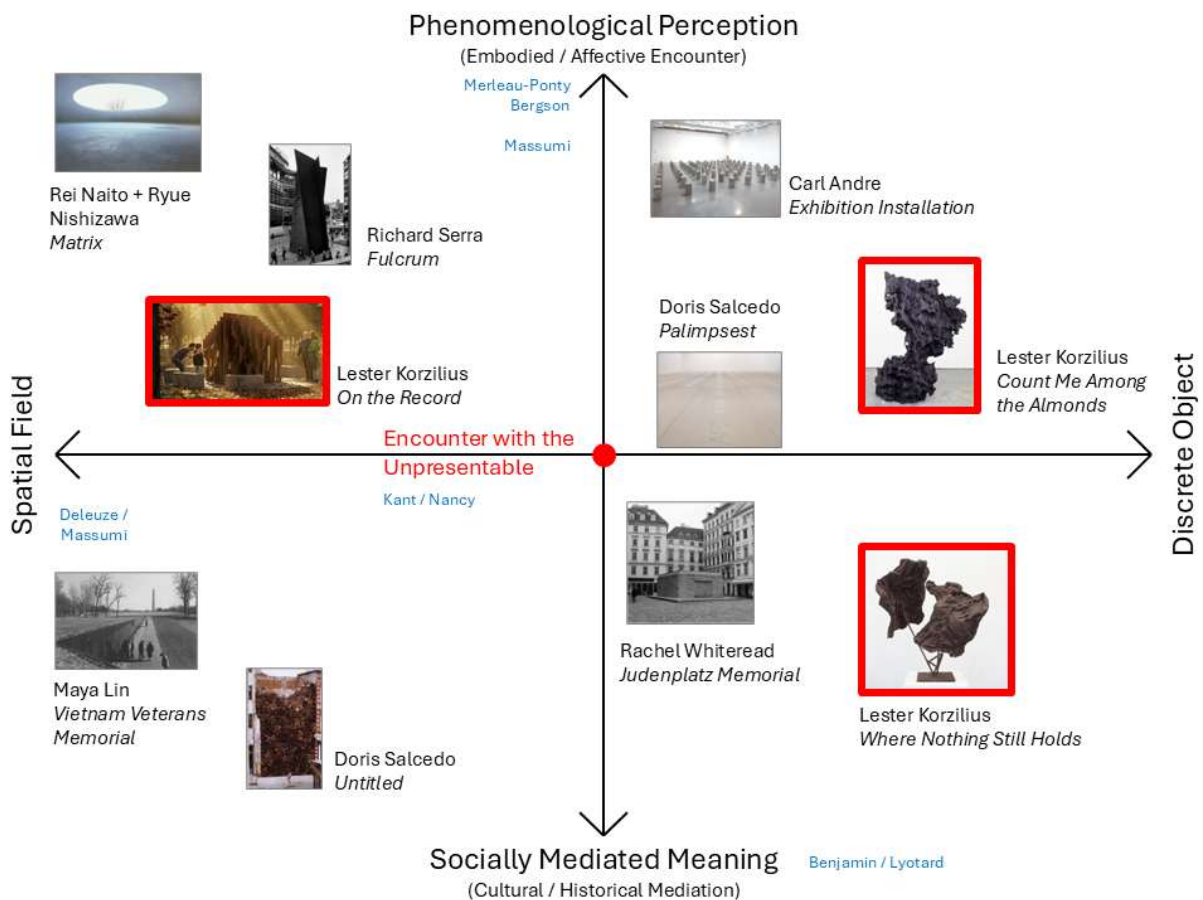 Phenomenological Perception
(Embodied / Affective Encounter)
Merleau-Ponty
Bergson
Massumi
Rei Naito + Ryue
Nishizawa
Matrix
Richard Serra
Fulcrum
Carl Andre
Exhibition Installation
Lester Korzilius
On the Record
Doris Salcedo
Palimpsest
Lester Korzilius
Count Me Among
the Almonds
Spatial Field
Discrete Object
Encounter with the
Unpresentable
Kant / Nancy
Deleuze /
Massumi
Maya Lin
Vietnam Veterans
Memorial
Doris Salcedo
Untitled
Rachel Whiteread
Judenplatz Memorial
Lester Korzilius
Where Nothing Still Holds
Socially Mediated Meaning
(Cultural / Historical Mediation)
Benjamin / Lyotard